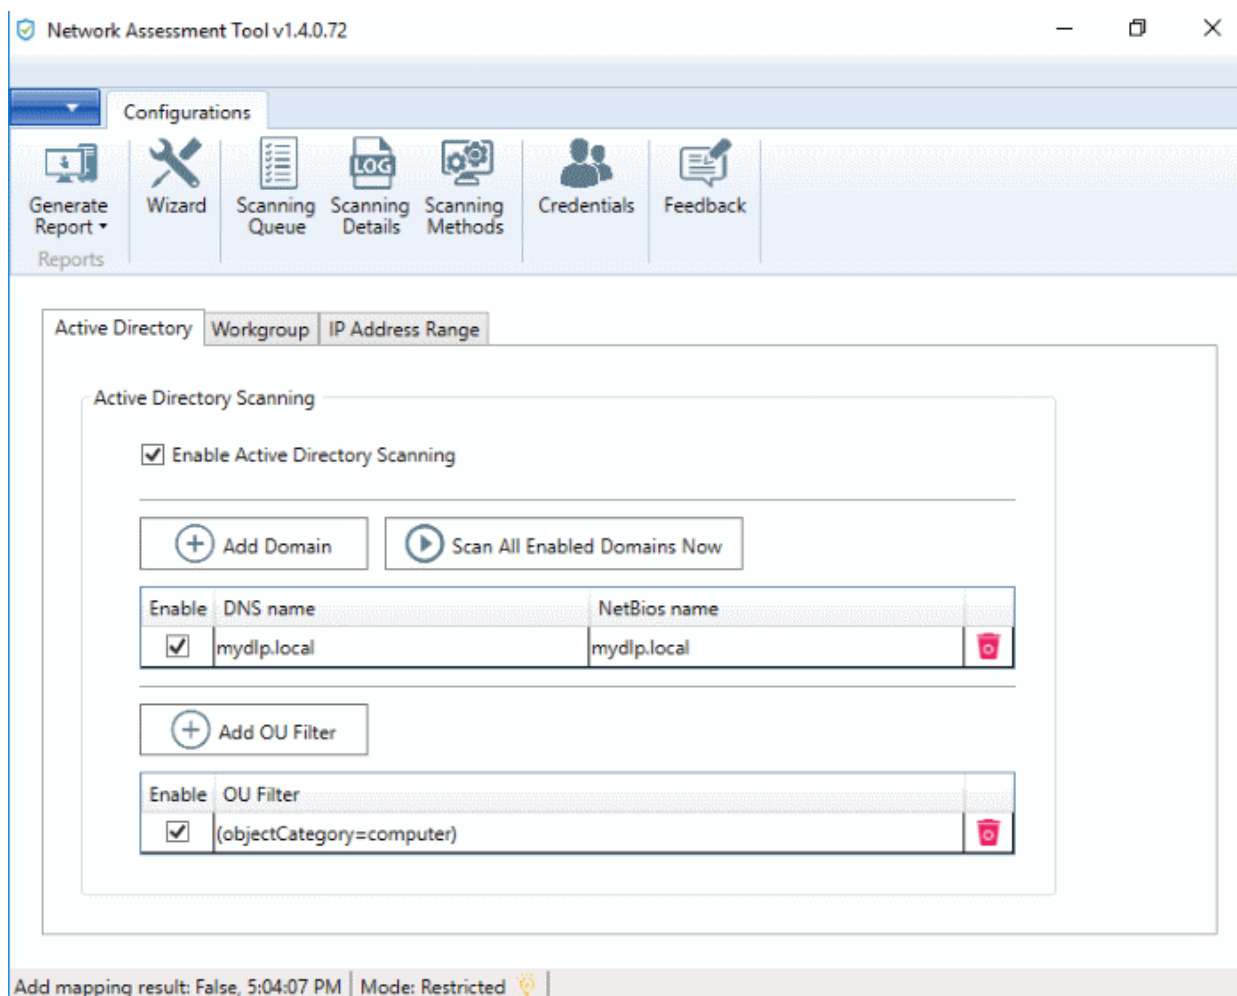 Network Assessment Tool v1.4.0.72
Configurations
Generate Report
Wizard
Scanning Queue
LOG
Scanning Details
Scanning Methods
Credentials
Feedback
Reports
Active Directory Workgroup IP Address Range
Active Directory Scanning
Enable Active Directory Scanning
Add Domain Scan All Enabled Domains Now
Enable DNS name NetBios name
mydlp.local mydlp.local
Add OU Filter
Enable OU Filter
(objectCategory=computer)
Add mapping result: False, 5:04:07 PM Mode: Restricted